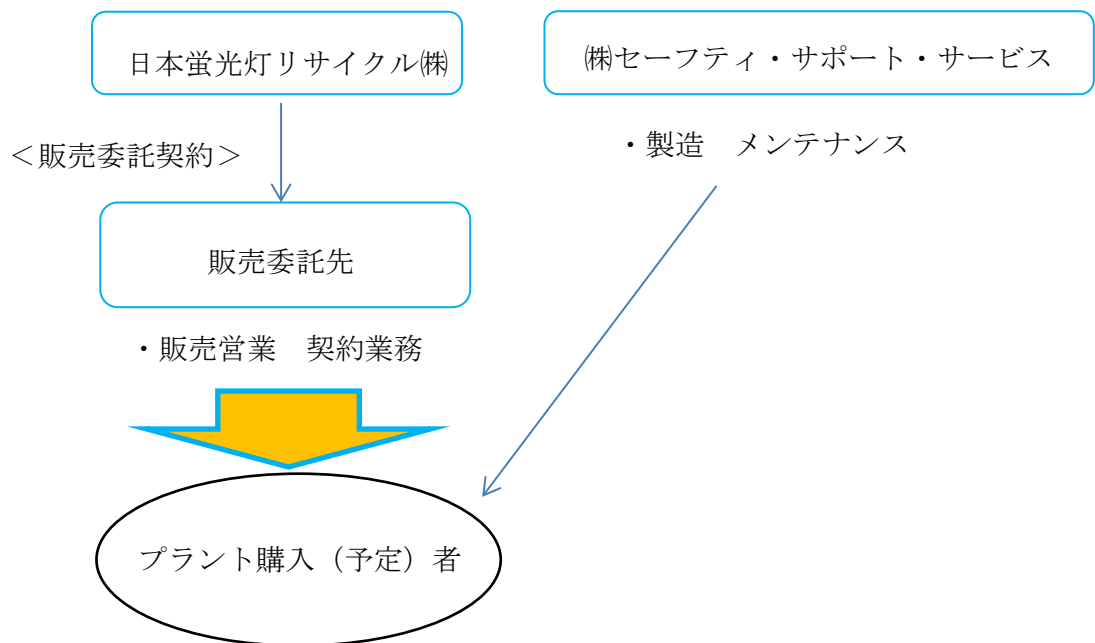 日本蛍光灯リサイクル㈱
㈱セーフティ・サポート・サービス
＜販売委託契約＞
・製造　メンテナンス
販売委託先
・販売営業　契約業務
プラント購入（予定）者